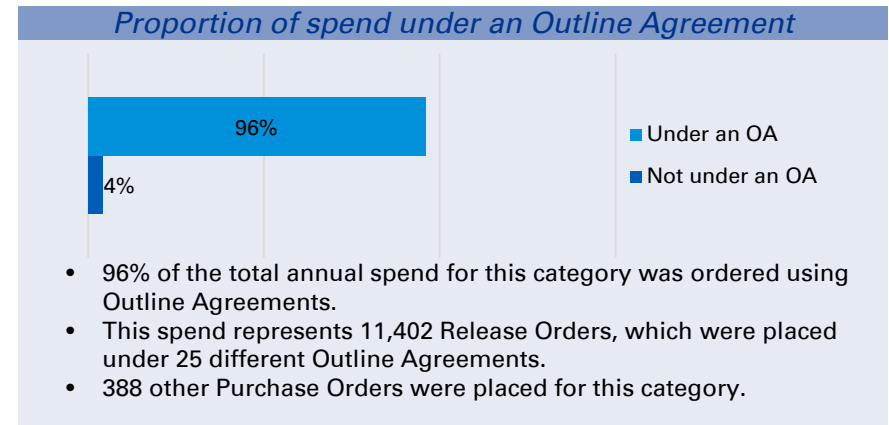 Proportion of spend under an Outline Agreement
96%
Under an OA
4%
Not under an OA
• 96% of the total annual spend for this category was ordered using
Outline Agreements.
• This spend represents 11,402 Release Orders, which were placed
under 25 different Outline Agreements.
• 388 other Purchase Orders were placed for this category.